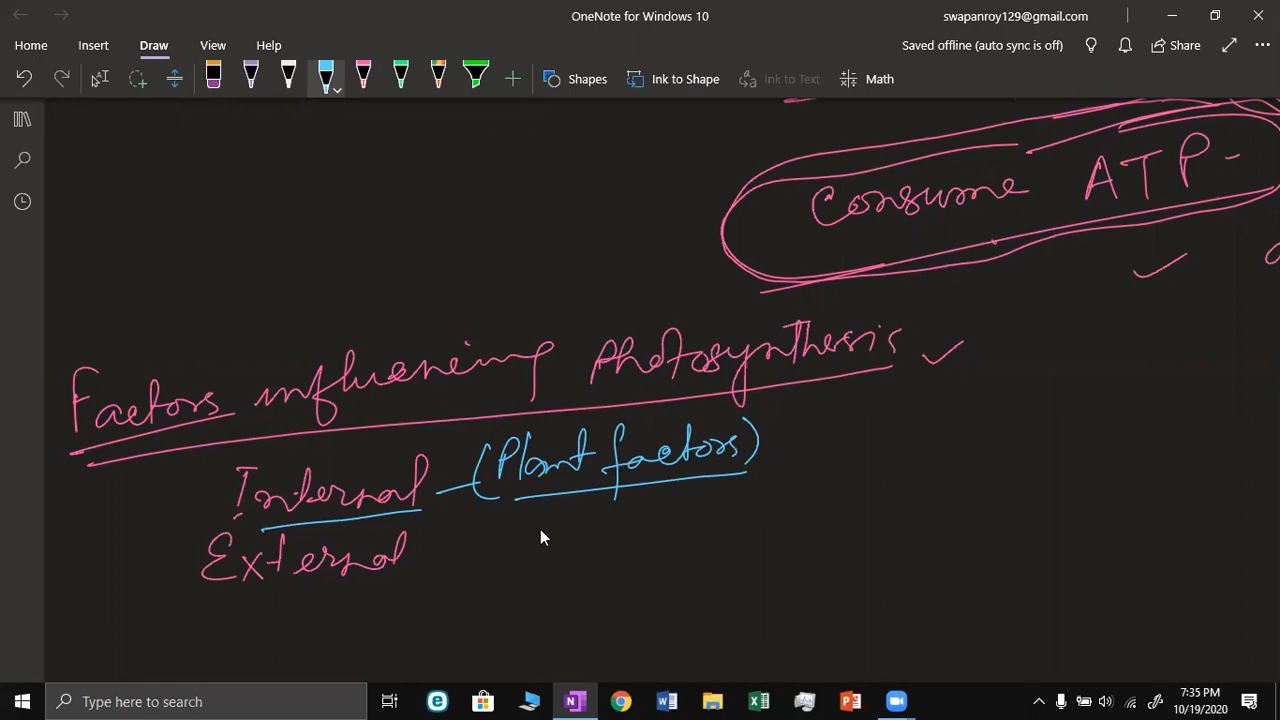 OneNote for Windows 10
swapanroy129@gmail.com
Home Insert Draw View Help
Saved offline (auto sync is off)
Share
Shapes
Ink to Shape
Ink to Text
Math
Consume ATP-
Factors influencing Photosynthesis
Internal - (Plant factors)
External
Type here to search
7:35 PM
10/19/2020